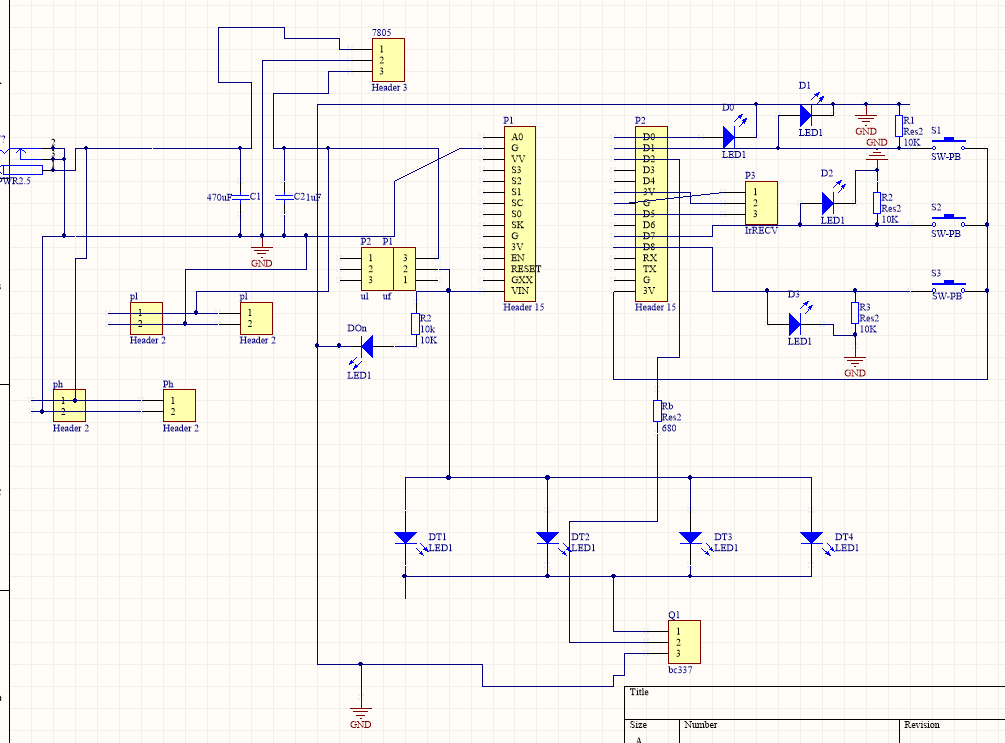 7805
1
2
3
Header 3
D1
LED1
D0
LED1
GND
R1
Res2
10K
S1
SW-PB
GND
P1
A0
G
VV
S3
S2
S1
SC
S0
SK
G
3V
EN
RESET
GXX
VIN
Header 15
P2
D0
D1
D2
D3
D4
3V
G
D5
D6
D7
D8
RX
TX
G
3V
Header 15
P3
1
2
3
IrRECV
D2
LED1
R2
Res2
10K
S2
SW-PB
S3
SW-PB
D3
LED1
R3
Res2
10K
GND
2
PWR2.5
470uF
C1
C2
1uF
GND
P2
P1
1
2
3
3
2
1
ul
uf
R2
10k
10K
DOn
LED1
pl
1
2
Header 2
pl
1
2
Header 2
ph
1
2
Header 2
Ph
1
2
Header 2
Rb
Res2
680
DT1
LED1
DT2
LED1
DT3
LED1
DT4
LED1
Q1
1
2
3
bc337
GND
Title
Size
Number
Revision
A